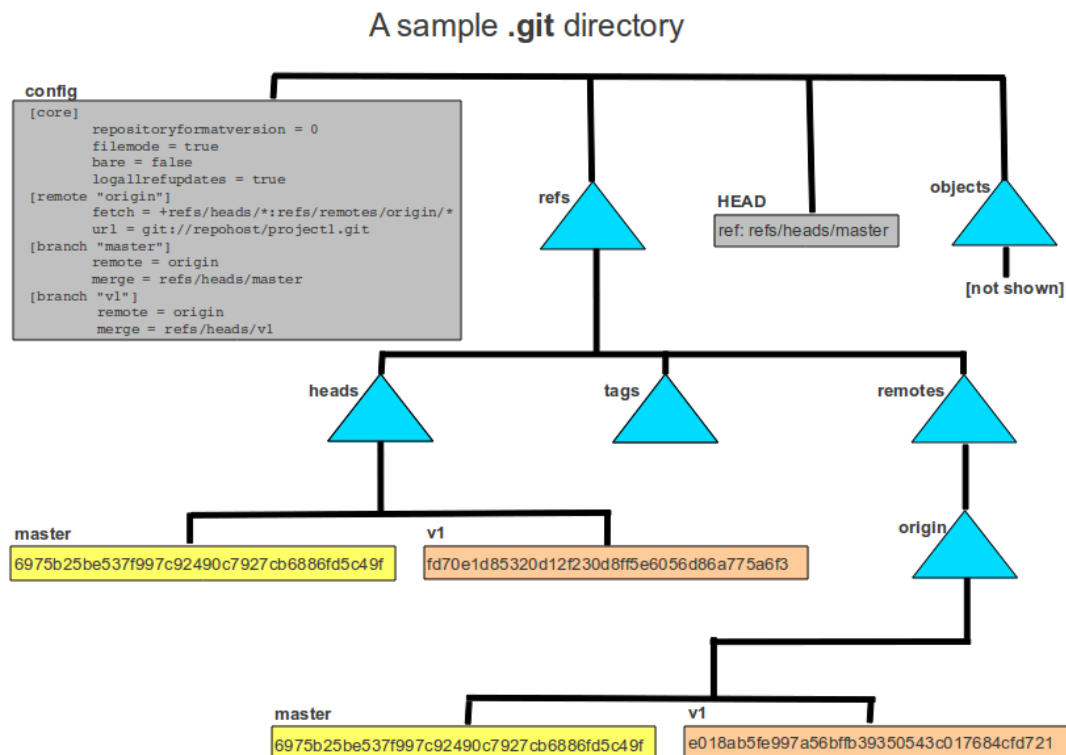 A sample .git directory
config
[core]
repositoryformatversion = 0
filemode = true
bare = false
logallrefupdates = true
[remote "origin"]
fetch = +refs/heads/*:refs/remotes/origin/*
url = git://repohost/project1.git
[branch "master"]
remote = origin
merge = refs/heads/master
[branch "v1"]
remote = origin
merge = refs/heads/v1
refs
HEAD
ref: refs/heads/master
objects
[not shown]
heads
tags
remotes
master
6975b25be537f997c92490c7927cb6886fd5c49f
v1
fd70e1d85320d12f230d8ff5e6056d86a775a6f3
origin
master
6975b25be537f997c92490c7927cb6886fd5c49f
v1
e018ab5fe997a56bffb39350543c017684cfd721